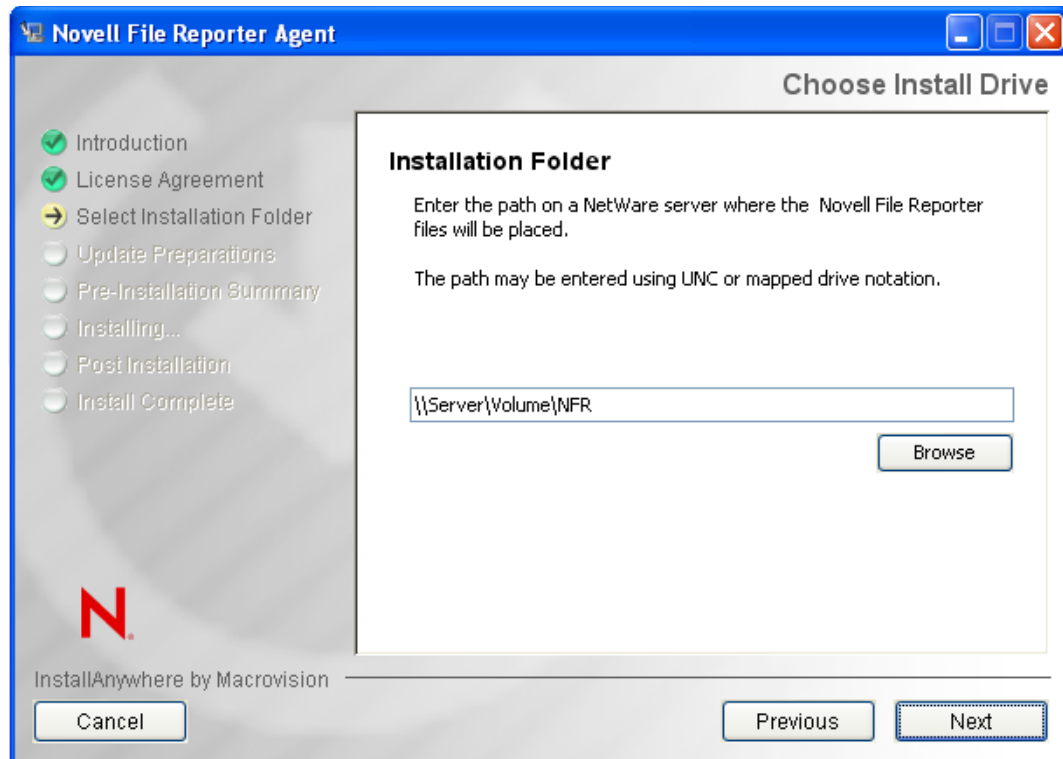 Novell File Reporter Agent
Choose Install Drive
Introduction
License Agreement
Select Installation Folder
Update Preparations
Pre-Installation Summary
Installing...
Post Installation
Install Complete
Installation Folder
Enter the path on a NetWare server where the Novell File Reporter
files will be placed.
The path may be entered using UNC or mapped drive notation.
\\Server\Volume\NFR
Browse
N
InstallAnywhere by Macrovision
Cancel
Previous
Next